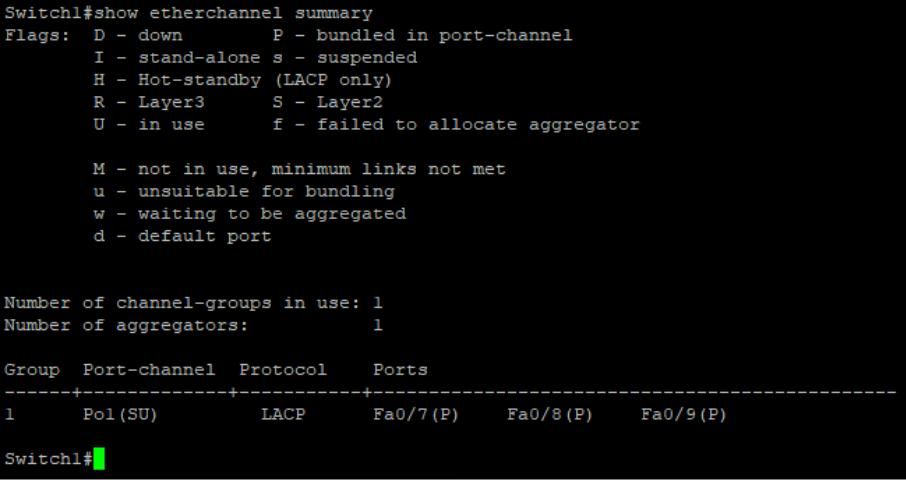 Switch1#show etherchannel summary
Flags:  D - down        P - bundled in port-channel
        I - stand-alone s - suspended
        H - Hot-standby (LACP only)
        R - Layer3      S - Layer2
        U - in use      f - failed to allocate aggregator

        M - not in use, minimum links not met
        u - unsuitable for bundling
        w - waiting to be aggregated
        d - default port

Number of channel-groups in use: 1
Number of aggregators:           1

Group  Port-channel  Protocol    Ports
------+-------------+-----------+-----------------------------------------------
1      Po1(SU)         LACP      Fa0/7(P)    Fa0/8(P)    Fa0/9(P)

Switch1#